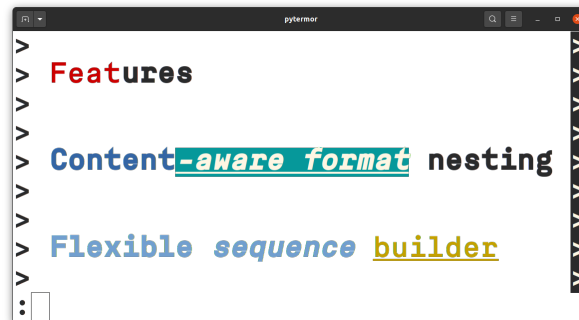 pytermor
>
> Features
>
>
> Content-aware format nesting
>
>
> Flexible sequence builder
>
: